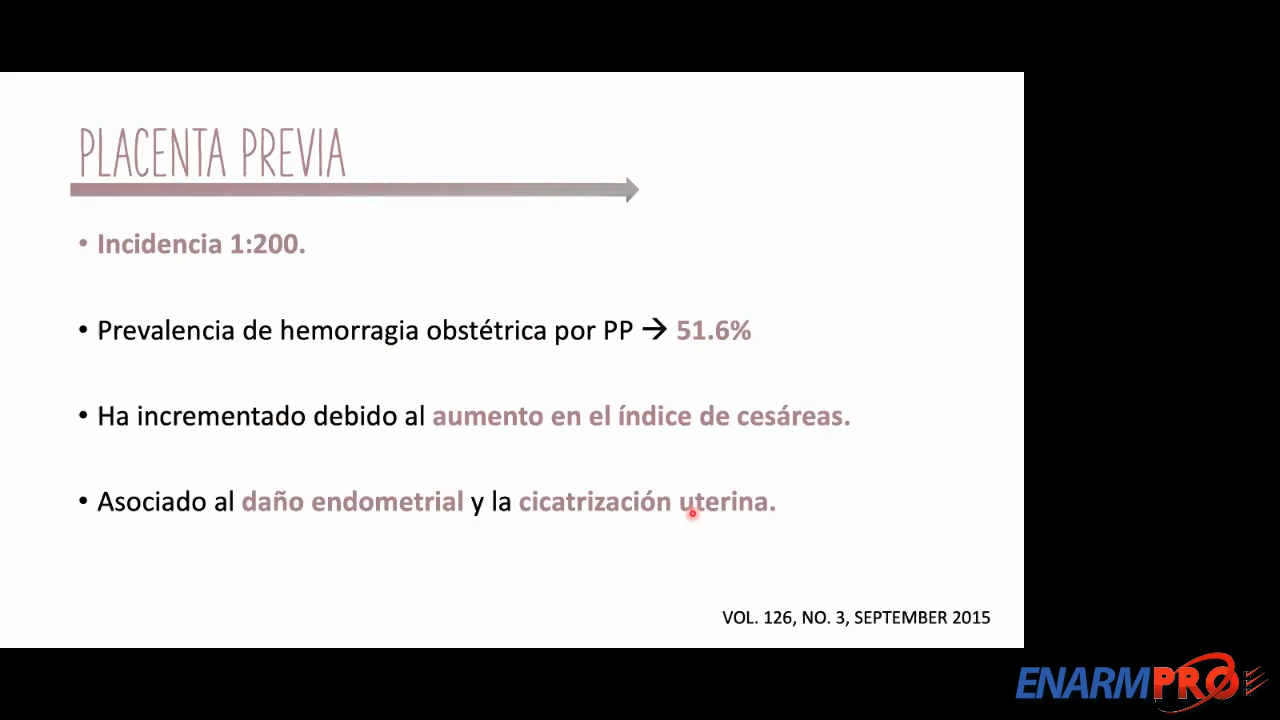 PLACENTA PREVIA
• Incidencia 1:200.
• Prevalencia de hemorragia obstétrica por PP → 51.6%
• Ha incrementado debido al aumento en el índice de cesáreas.
• Asociado al daño endometrial y la cicatrización uterina.
VOL. 126, NO. 3, SEPTEMBER 2015
ENARMPRO